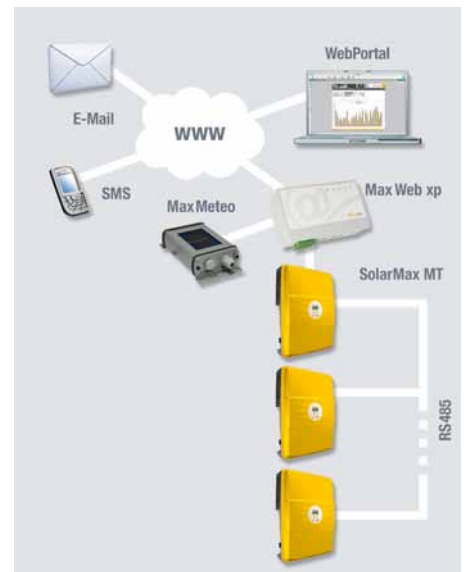 WebPortal
E-Mail
www
SMS
MaxMeteo
Max Web xp
SolarMax MT
RS485